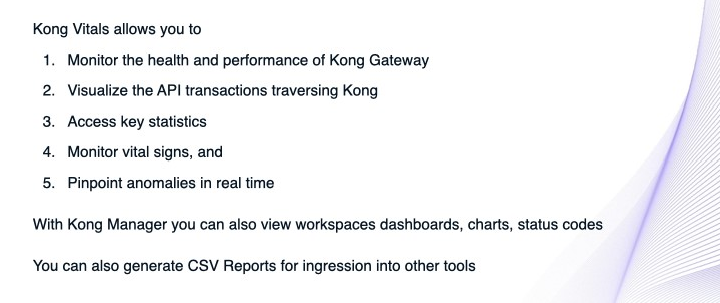 Kong Vitals allows you to
1. Monitor the health and performance of Kong Gateway
2. Visualize the API transactions traversing Kong
3. Access key statistics
4. Monitor vital signs, and
5. Pinpoint anomalies in real time
With Kong Manager you can also view workspaces dashboards, charts, status codes
You can also generate CSV Reports for ingression into other tools